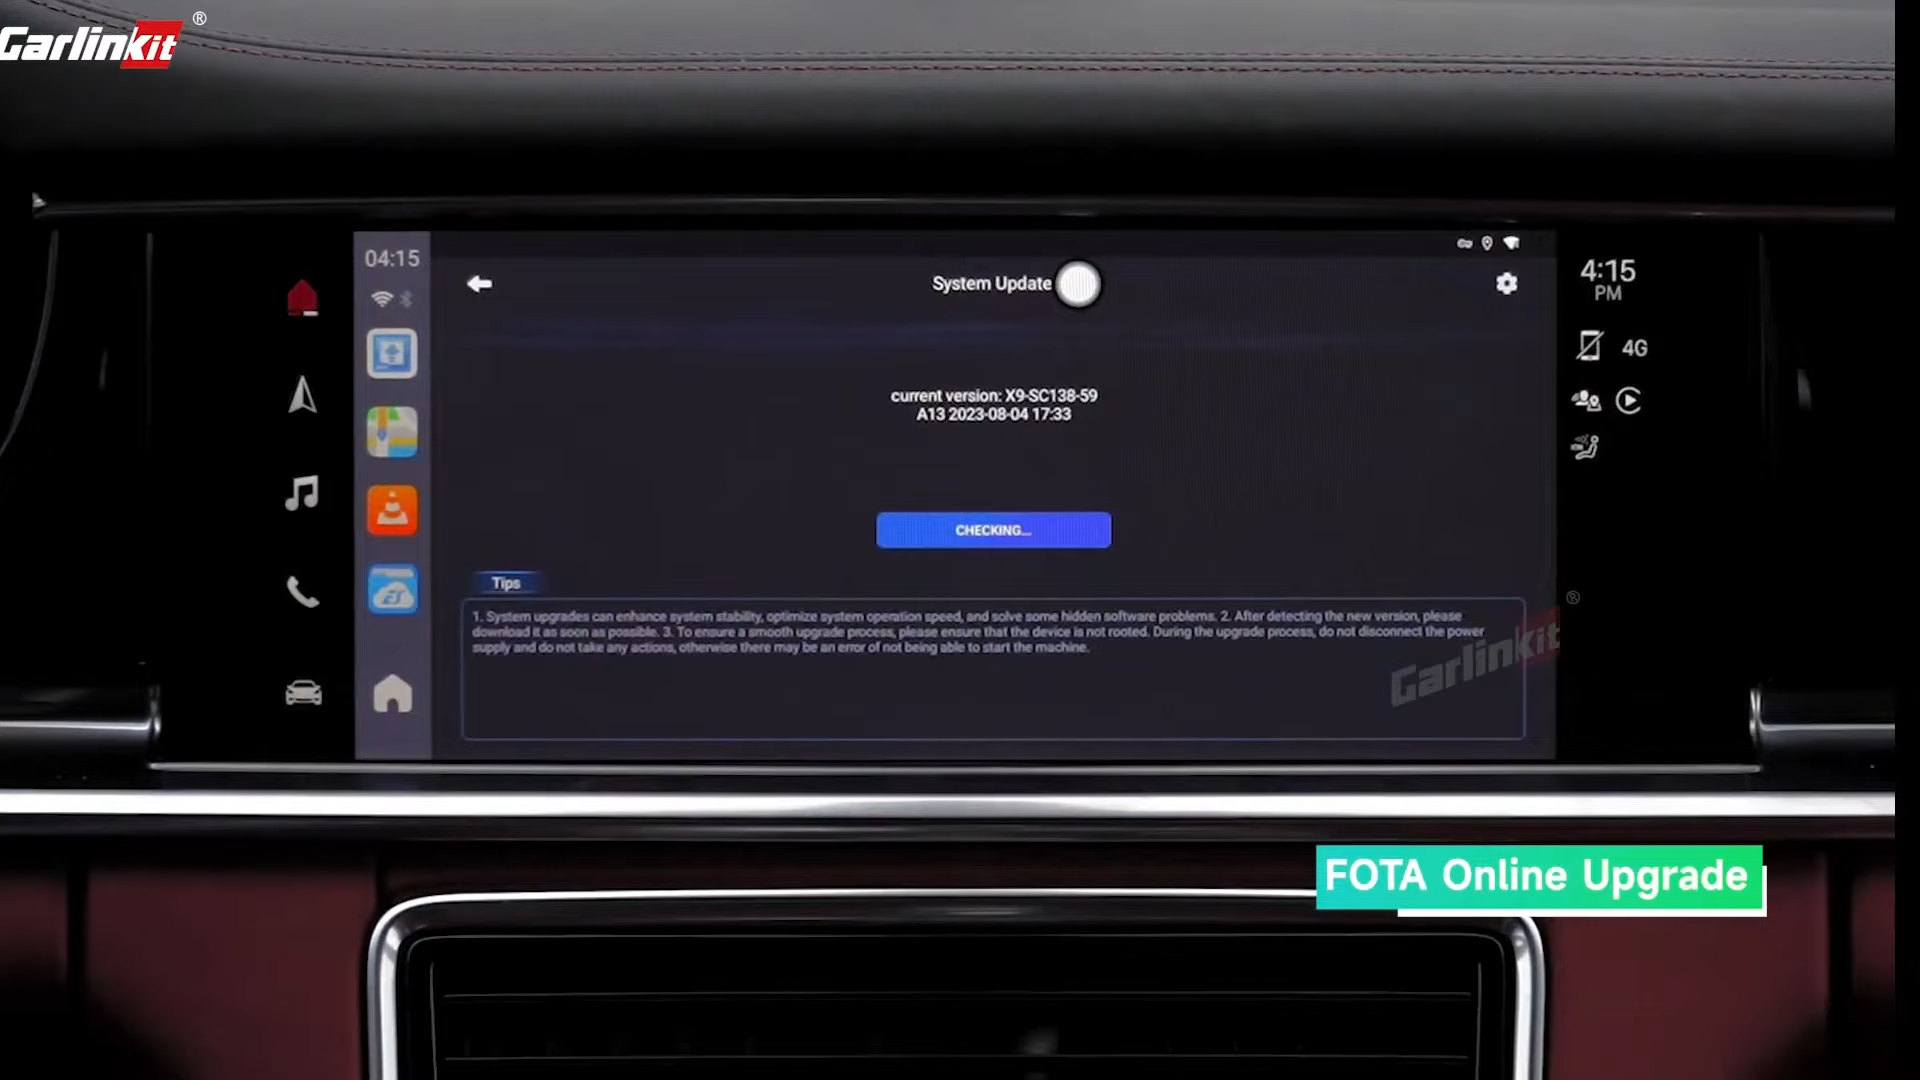 Carlinkit ®
04:15
System Update
4:15
PM
4G
current version: X9-SC138-59
A13 2023-08-04 17:33
CHECKING...
Tips
1. System upgrades can enhance system stability, optimize system operation speed, and solve some hidden software problems. 2. After detecting the new version, please
download it as soon as possible. 3. To ensure a smooth upgrade process, please ensure that the device is not rooted. During the upgrade process, do not disconnect the power
supply and do not take any actions, otherwise there may be an error of not being able to start the machine.
Carlinkit ®
FOTA Online Upgrade